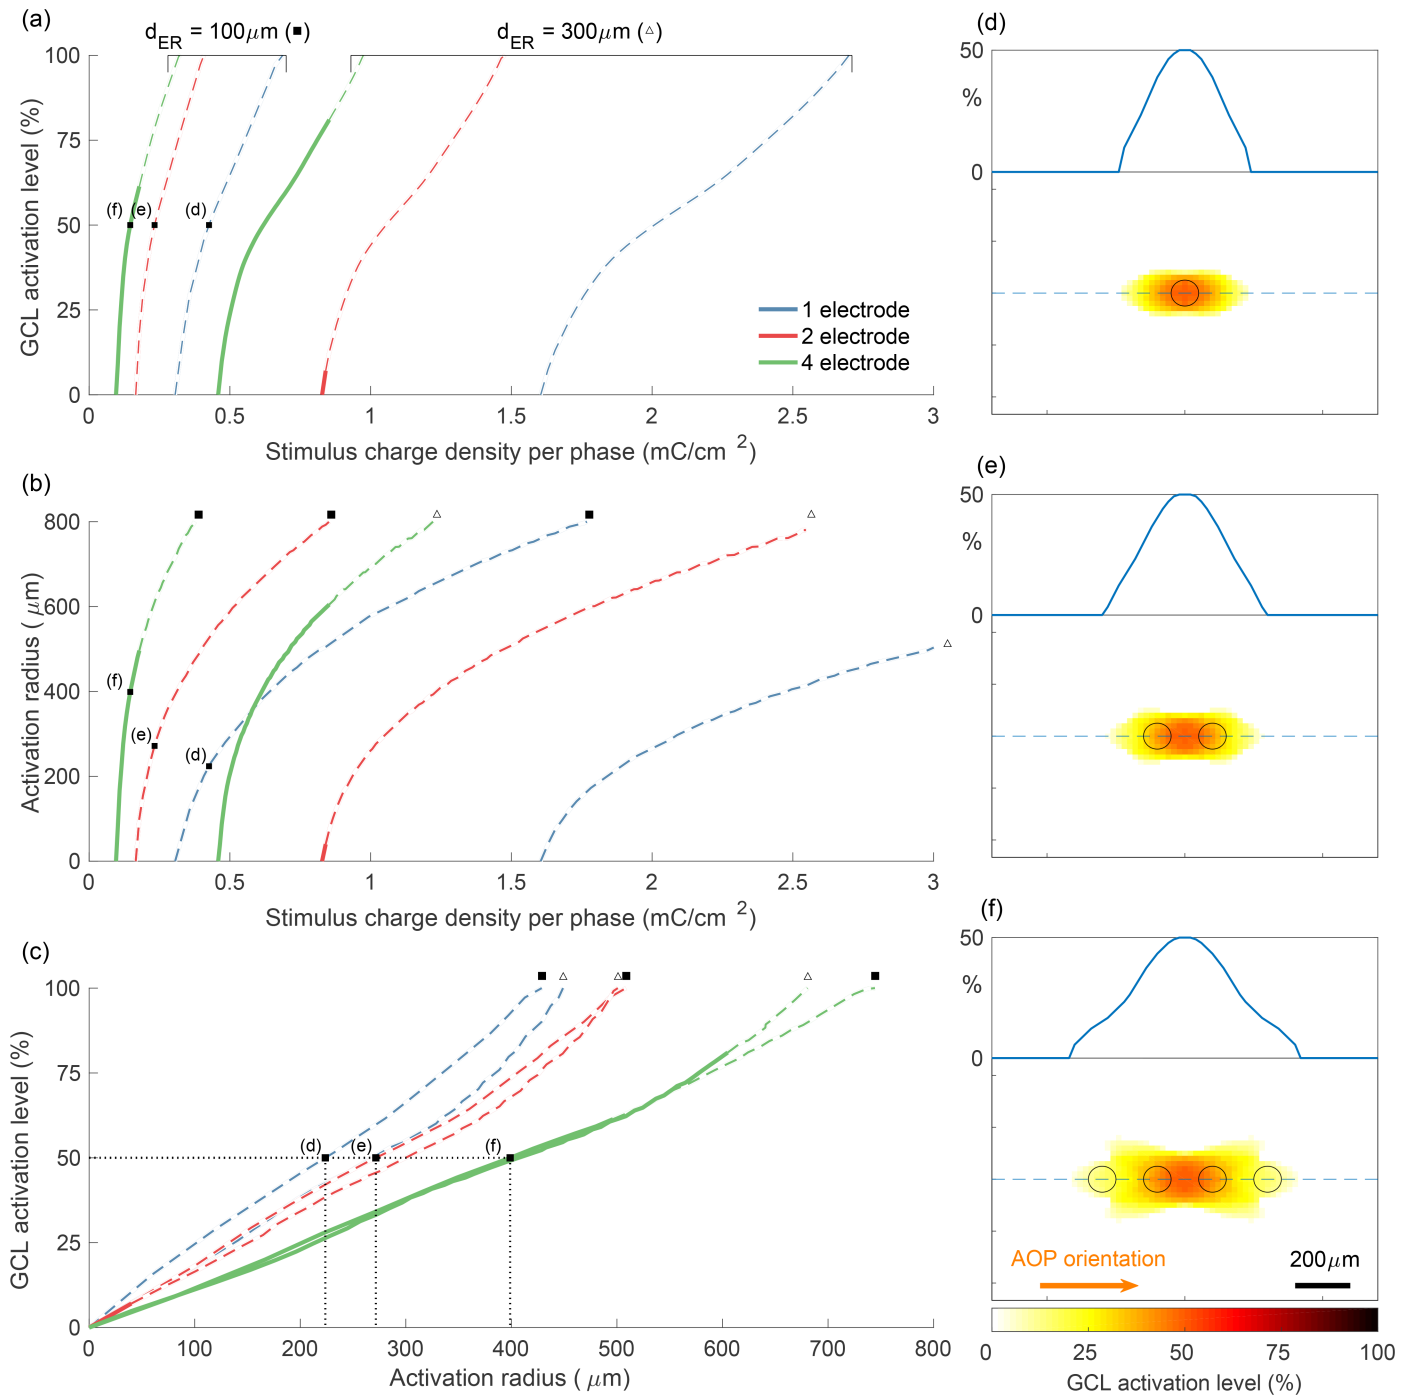 (a)
d_ER = 100μm (■)
d_ER = 300μm (△)
100
75
50
25
0
GCL activation level (%)
(f)
(e)
(d)
1 electrode
2 electrode
4 electrode
0 0.5 1 1.5 2 2.5 3
Stimulus charge density per phase (mC/cm ²)
(b)
800
600
400
200
0
Activation radius ( μm)
(f)
(e)
(d)
0 0.5 1 1.5 2 2.5 3
Stimulus charge density per phase (mC/cm ²)
(c)
100
75
50
25
0
GCL activation level (%)
(d)
(e)
(f)
0 100 200 300 400 500 600 700 800
Activation radius ( μm)
(d)
50
%
0
(e)
50
%
0
(f)
50
%
0
AOP orientation
200μm
0 25 50 75 100
GCL activation level (%)